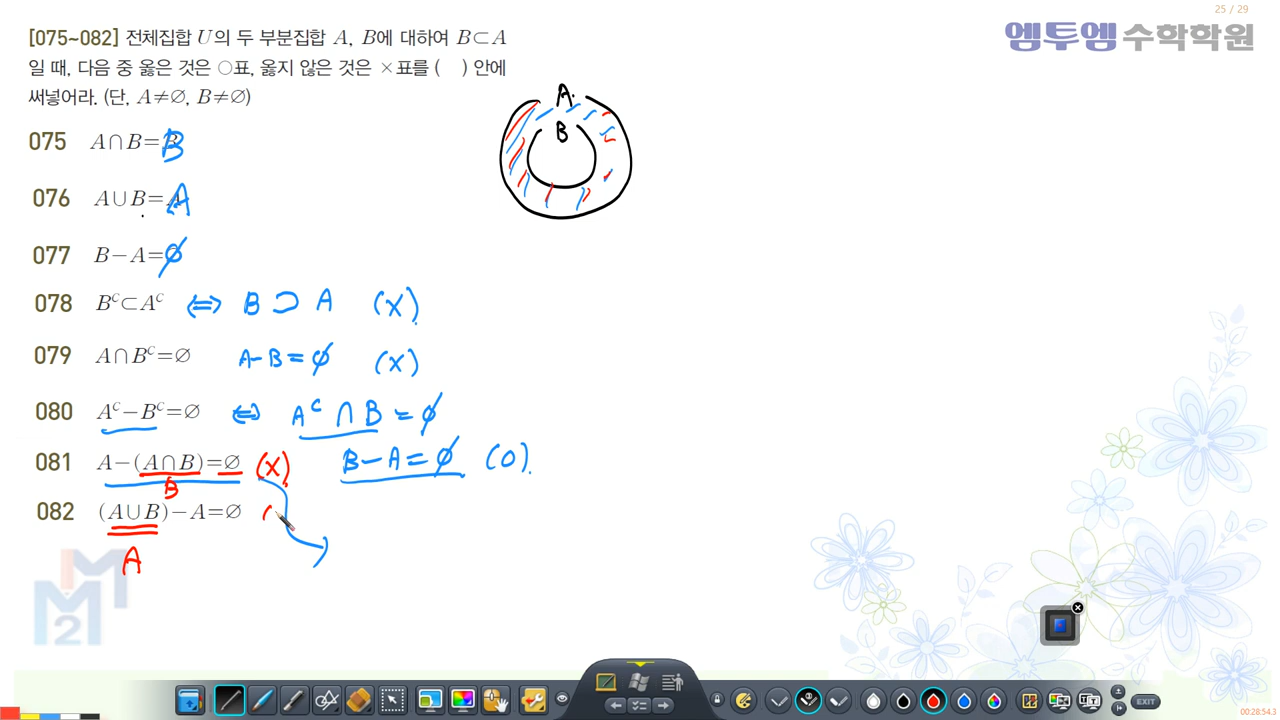 25 / 29
엠투엠 수학학원
[075~082] 전체집합 U의 두 부분집합 A, B에 대하여 B⊂A
일 때, 다음 중 옳은 것은 ○표, 옳지 않은 것은 ×표를 ( ) 안에
써넣어라. (단, A≠∅, B≠∅)
A
B
075 A∩B=B
076 A∪B=A
077 B−A=∅
078 Bᶜ⊂Aᶜ ⇔ B ⊃ A (X)
079 A∩Bᶜ=∅ A−B=∅ (X)
080 Aᶜ−Bᶜ=∅ ⇔ Aᶜ ∩ B = ∅
081 A−(A∩B)=∅ (X) B−A=∅ (O)
B
082 (A∪B)−A=∅ (
A
M
M2
EXIT
00:28:54.3